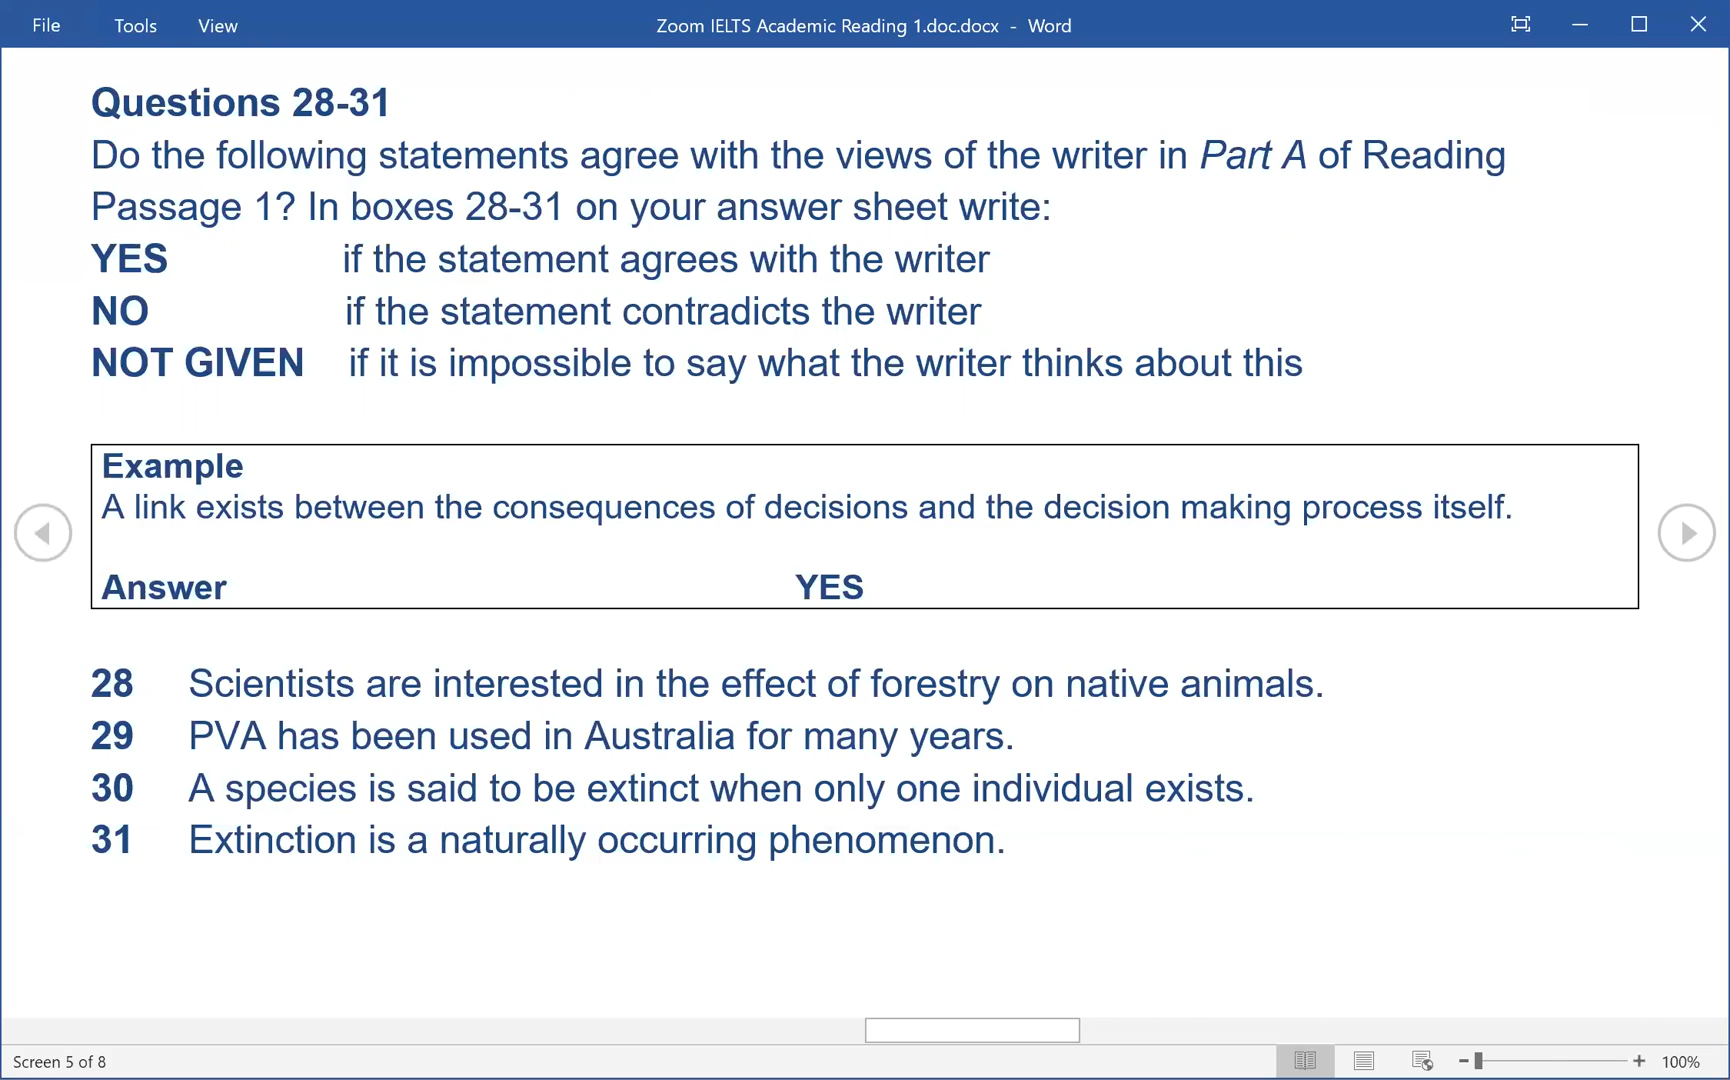 File Tools View Zoom IELTS Academic Reading 1.doc.docx - Word
Questions 28-31
Do the following statements agree with the views of the writer in Part A of Reading
Passage 1? In boxes 28-31 on your answer sheet write:
YES if the statement agrees with the writer
NO if the statement contradicts the writer
NOT GIVEN if it is impossible to say what the writer thinks about this
Example
A link exists between the consequences of decisions and the decision making process itself.
Answer YES
28 Scientists are interested in the effect of forestry on native animals.
29 PVA has been used in Australia for many years.
30 A species is said to be extinct when only one individual exists.
31 Extinction is a naturally occurring phenomenon.
Screen 5 of 8 100%